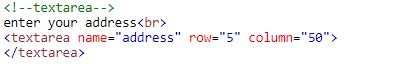 <!--textarea-->
enter your address<br>
<textarea name="address" row="5" column="50">
</textarea>